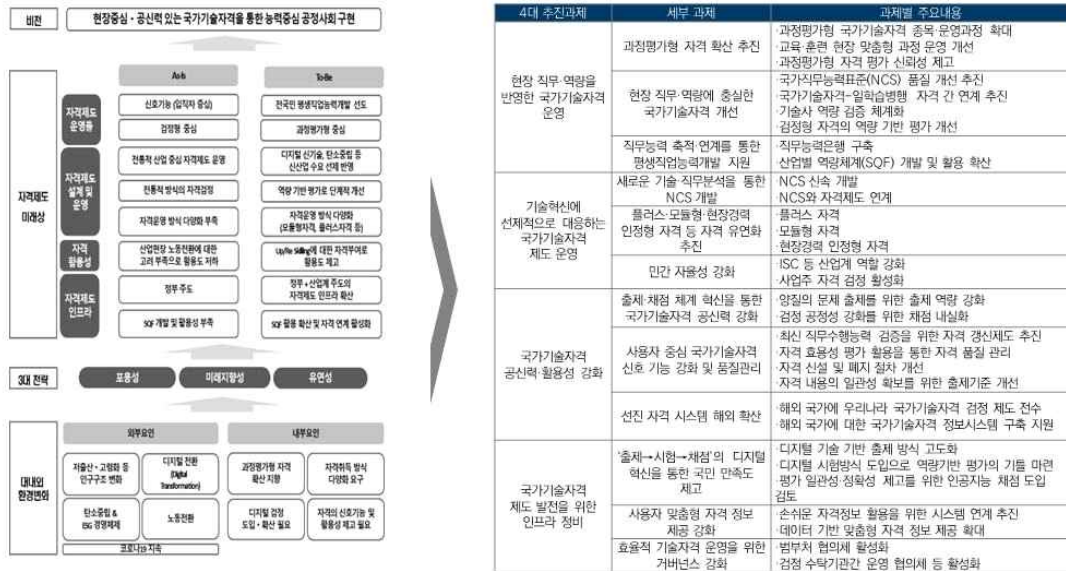 비전
현장중심·공신력 있는 국가기술자격을 통한 능력중심 공정사회 구현
자격제도
미래상
As-Is
To-Be
자격제도
운영틀
신호기능 (입직자 중심)
전국민 평생직업능력개발 선도
검정형 중심
과정평가형 중심
자격제도
설계 및
운영
전통적 산업 중심 자격제도 운영
디지털 신기술, 탄소중립 등
신산업 수요 선제 반영
전통적 방식의 자격검정
역량 기반 평가로 단계적 개선
자격운영 방식 다양화 부족
자격운영 방식 다양화
(모듈형자격, 플러스자격 등)
자격
활용성
산업현장 노동전환에 대한
고려 부족으로 활용도 저하
Up/Re Skilling에 대한 자격부여로
활용도 제고
자격제도
인프라
정부 주도
정부+산업계 주도의
자격제도 인프라 확산
SQF 개발 및 활용성 부족
SQF 활용 확산 및 자격 연계 활성화
3대 전략
포용성
미래지향성
유연성
대내외
환경변화
외부요인
내부요인
저출산·고령화 등
인구구조 변화
디지털 전환
(Digital
Transformation)
과정평가형 자격
확산 지향
자격취득 방식
다양화 요구
탄소중립 &
ESG 경영체제
노동전환
디지털 검정
도입·확산 필요
자격의 신호기능 및
활용성 제고 필요
코로나19 지속
4대 추진과제
세부 과제
과제별 주요내용
현장 직무·역량을
반영한 국가기술자격
운영
과정평가형 자격 확산 추진
·과정평가형 국가기술자격 종목·운영과정 확대
·교육·훈련 현장 맞춤형 과정 운영 개선
·과정평가형 자격 평가 신뢰성 제고
현장 직무·역량에 충실한
국가기술자격 개선
·국가직무능력표준(NCS) 품질 개선 추진
·국가기술자격-일학습병행 자격 간 연계 추진
·기술사 역량 검증 체계화
·검정형 자격의 역량 기반 평가 개선
직무능력 축적·연계를 통한
평생직업능력개발 지원
·직무능력은행 구축
·산업별 역량체계(SQF) 개발 및 활용 확산
기술혁신에
선제적으로 대응하는
국가기술자격
제도 운영
새로운 기술·직무분석을 통한
NCS 개발
·NCS 신속 개발
·NCS와 자격제도 연계
플러스·모듈형·현장경력
인정형 자격 등 자격 유연화
추진
·플러스 자격
·모듈형 자격
·현장경력 인정형 자격
민간 자율성 강화
·ISC 등 산업계 역할 강화
·사업주 자격 검정 활성화
국가기술자격
공신력·활용성 강화
출제·채점 체계 혁신을 통한
국가기술자격 공신력 강화
·양질의 문제 출제를 위한 출제 역량 강화
·검정 공정성 강화를 위한 채점 내실화
사용자 중심 국가기술자격
신호 기능 강화 및 품질관리
·최신 직무수행능력 검증을 위한 자격 갱신제도 추진
·자격 효용성 평가 활용을 통한 자격 품질 관리
·자격 신설 및 폐지 절차 개선
·자격 내용의 일관성 확보를 위한 출제기준 개선
선진 자격 시스템 해외 확산
·해외 국가에 우리나라 국가기술자격 검정 제도 전수
·해외 국가에 대한 국가기술자격 정보시스템 구축 지원
국가기술자격
제도 발전을 위한
인프라 정비
'출제→시험→채점'의 디지털
혁신을 통한 국민 만족도
제고
·디지털 기술 기반 출제 방식 고도화
·디지털 시험방식 도입으로 역량기반 평가의 기틀 마련
·평가 일관성·정확성 제고를 위한 인공지능 채점 도입
검토
사용자 맞춤형 자격 정보
제공 강화
·손쉬운 자격정보 활용을 위한 시스템 연계 추진
·데이터 기반 맞춤형 자격 정보 제공 확대
효율적 기술자격 운영을 위한
거버넌스 강화
·범부처 협의체 활성화
·검정 수탁기관간 운영 협의체 등 활성화